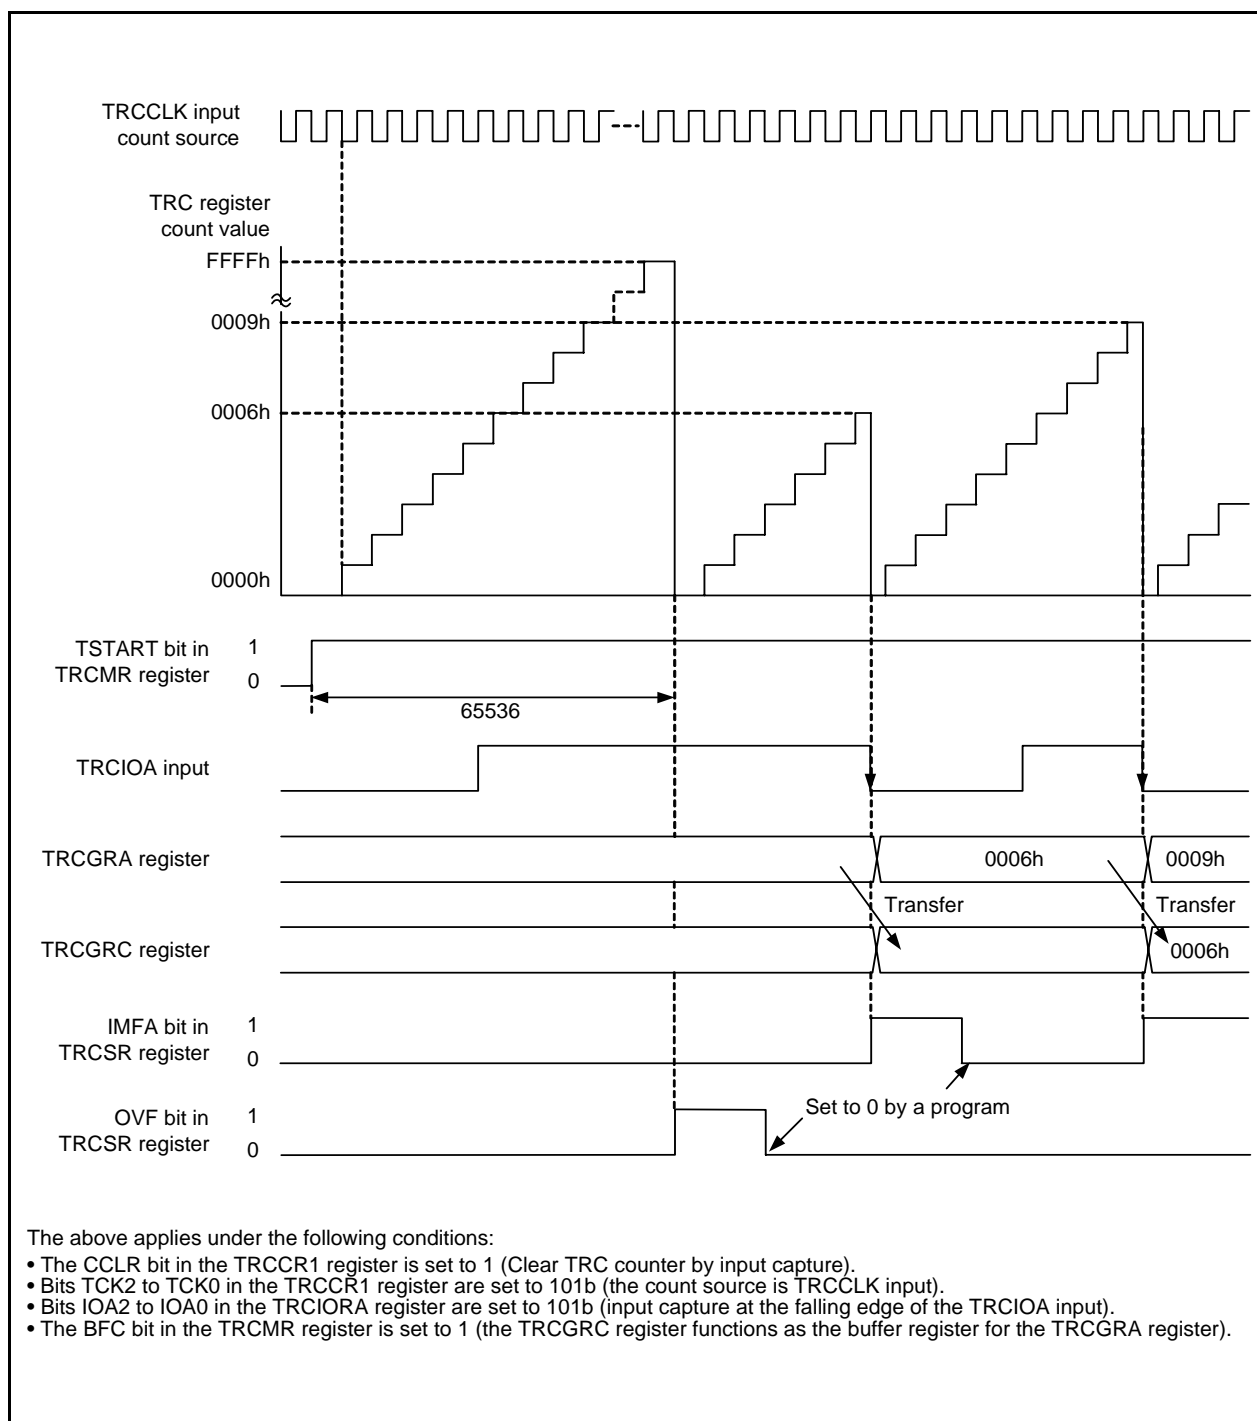 TRCCLK input
count source
TRC register
count value
FFFFh
0009h
0006h
0000h
TSTART bit in
TRCMR register
1
0
65536
TRCIOA input
TRCGRA register
0006h
0009h
Transfer
Transfer
TRCGRC register
0006h
IMFA bit in
TRCSR register
1
0
Set to 0 by a program
OVF bit in
TRCSR register
1
0
The above applies under the following conditions:
• The CCLR bit in the TRCCR1 register is set to 1 (Clear TRC counter by input capture).
• Bits TCK2 to TCK0 in the TRCCR1 register are set to 101b (the count source is TRCCLK input).
• Bits IOA2 to IOA0 in the TRCIORA register are set to 101b (input capture at the falling edge of the TRCIOA input).
• The BFC bit in the TRCMR register is set to 1 (the TRCGRC register functions as the buffer register for the TRCGRA register).